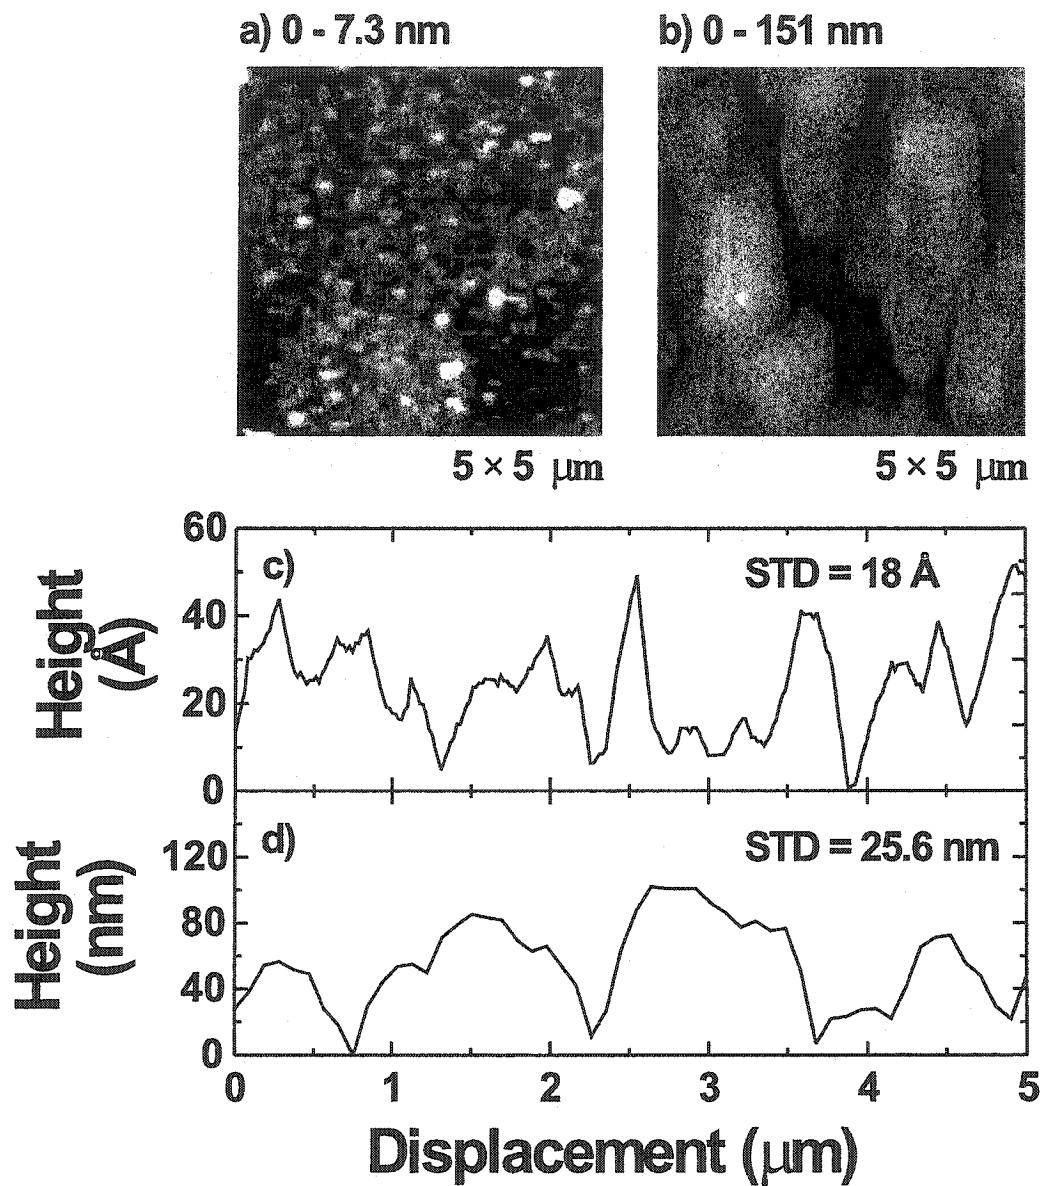 a) 0 - 7.3 nm
b) 0 - 151 nm
5 × 5 μm
5 × 5 μm
60
c)
STD = 18 Å
40
20
0
Height
(Å)
d)
STD = 25.6 nm
120
80
40
0
Height
(nm)
0 1 2 3 4 5
Displacement (μm)